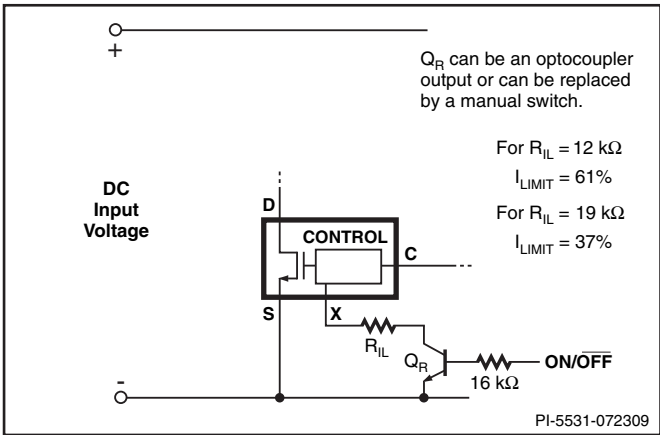 +
Q_R can be an optocoupler
output or can be replaced
by a manual switch.
For R_IL = 12 kΩ
I_LIMIT = 61%
For R_IL = 19 kΩ
I_LIMIT = 37%
DC
Input
Voltage
D
CONTROL
C
S
X
R_IL
Q_R
16 kΩ
ON/O̅F̅F̅
-
PI-5531-072309